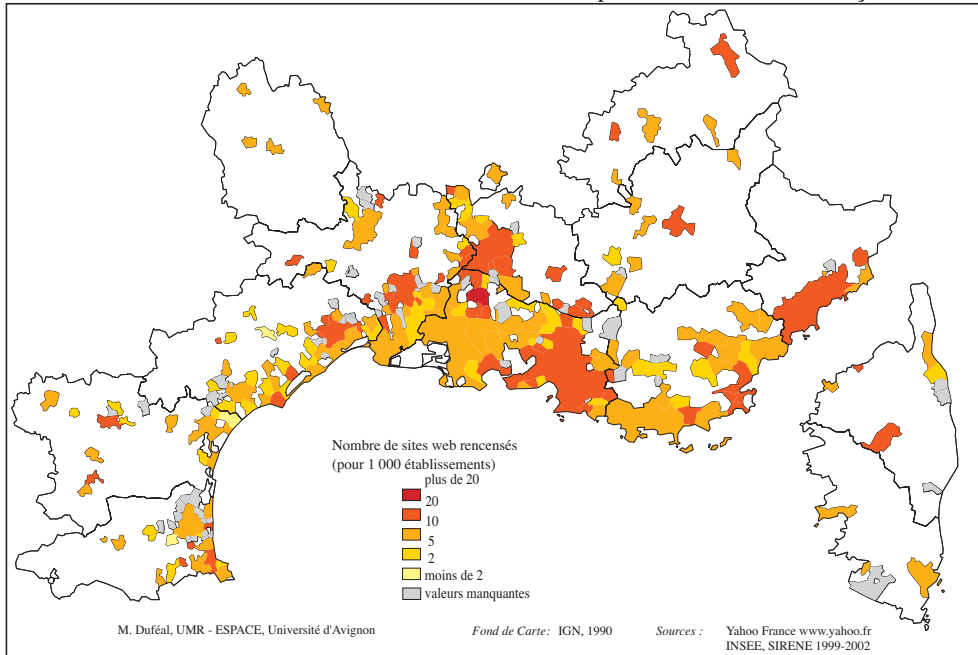 Nombre de sites web rencensés
(pour 1 000 établissements)
plus de 20
20
10
5
2
moins de 2
valeurs manquantes
M. Duféal, UMR - ESPACE, Université d'Avignon
Fond de Carte: IGN, 1990
Sources : Yahoo France www.yahoo.fr
INSEE, SIRENE 1999-2002